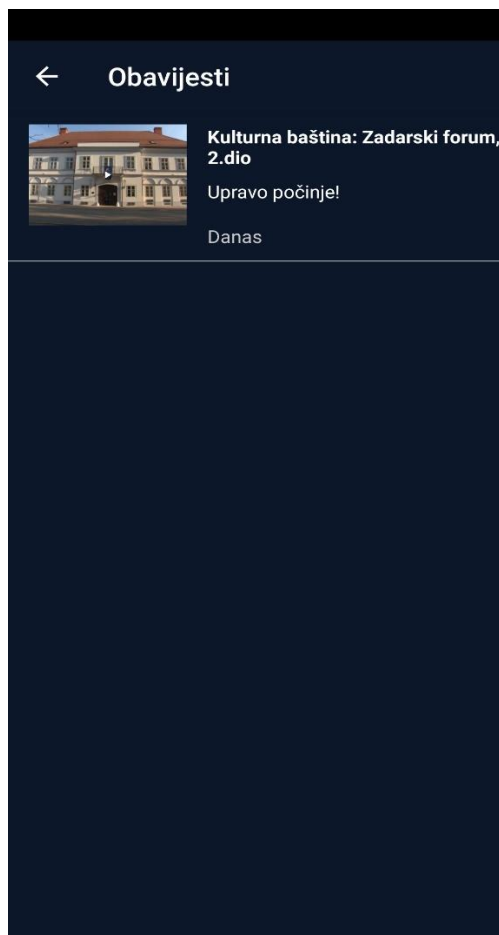 Obavijesti
Kulturna baština: Zadarski forum,
2.dio
Upravo počinje!
Danas